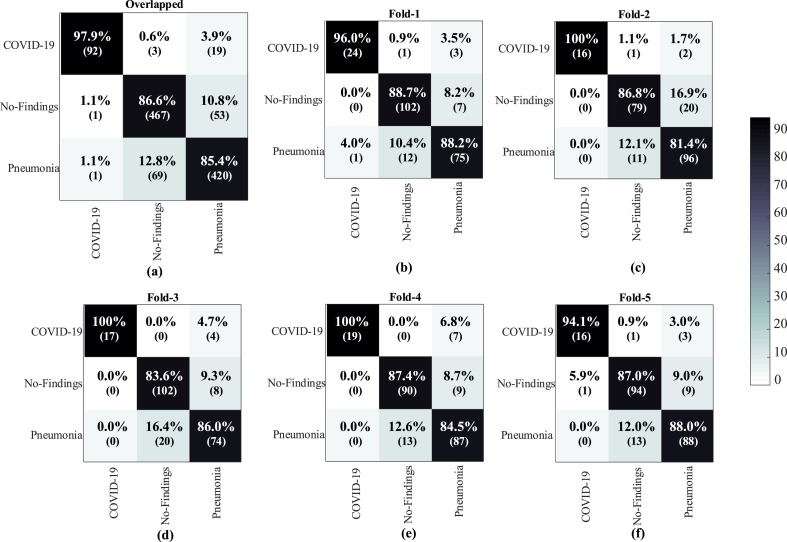 Overlapped
COVID-19 97.9% 0.6% 3.9%
(92) (3) (19)
No-Findings 1.1% 86.6% 10.8%
(1) (467) (53)
Pneumonia 1.1% 12.8% 85.4%
(1) (69) (420)
COVID-19 No-Findings Pneumonia
(a)
Fold-1
COVID-19 96.0% 0.9% 3.5%
(24) (1) (3)
No-Findings 0.0% 88.7% 8.2%
(0) (102) (7)
Pneumonia 4.0% 10.4% 88.2%
(1) (12) (75)
COVID-19 No-Findings Pneumonia
(b)
Fold-2
COVID-19 100% 1.1% 1.7%
(16) (1) (2)
No-Findings 0.0% 86.8% 16.9%
(0) (79) (20)
Pneumonia 0.0% 12.1% 81.4%
(0) (11) (96)
COVID-19 No-Findings Pneumonia
(c)
Fold-3
COVID-19 100% 0.0% 4.7%
(17) (0) (4)
No-Findings 0.0% 83.6% 9.3%
(0) (102) (8)
Pneumonia 0.0% 16.4% 86.0%
(0) (20) (74)
COVID-19 No-Findings Pneumonia
(d)
Fold-4
COVID-19 100% 0.0% 6.8%
(19) (0) (7)
No-Findings 0.0% 87.4% 8.7%
(0) (90) (9)
Pneumonia 0.0% 12.6% 84.5%
(0) (13) (87)
COVID-19 No-Findings Pneumonia
(e)
Fold-5
COVID-19 94.1% 0.9% 3.0%
(16) (1) (3)
No-Findings 5.9% 87.0% 9.0%
(1) (94) (9)
Pneumonia 0.0% 12.0% 88.0%
(0) (13) (88)
COVID-19 No-Findings Pneumonia
(f)
90
80
70
60
50
40
30
20
10
0